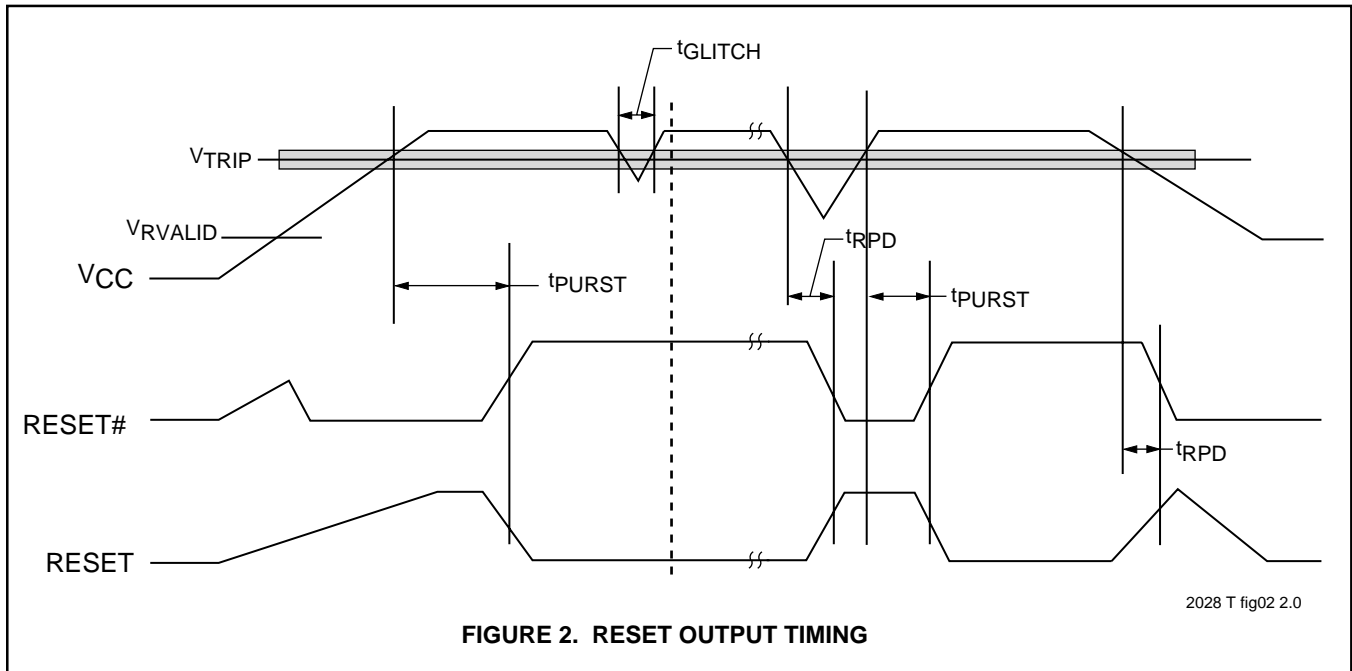 tGLITCH
VTRIP
VRVALID
tRPD
VCC
tPURST
tPURST
RESET#
tRPD
RESET
2028 T fig02 2.0
FIGURE 2. RESET OUTPUT TIMING